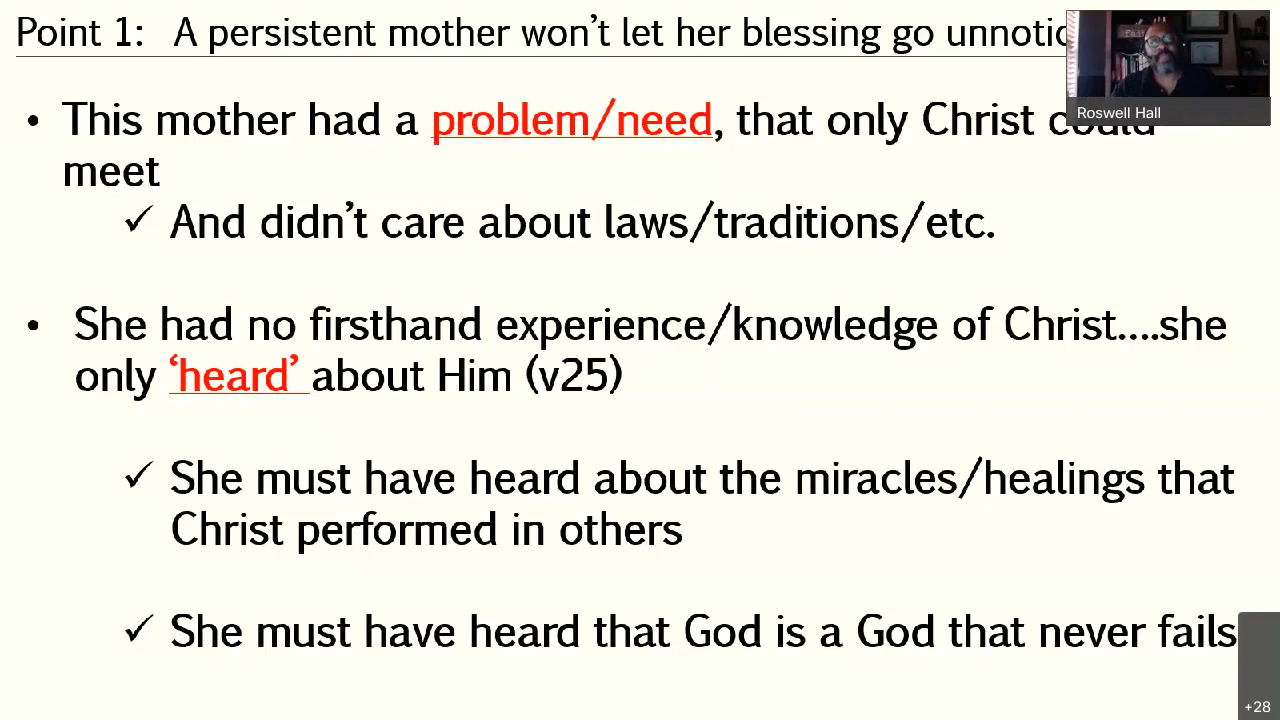 Point 1: A persistent mother won't let her blessing go
• This mother had a problem/need, that only Christ could
meet
✓ And didn't care about laws/traditions/etc.
• She had no firsthand experience/knowledge of Christ....she
only 'heard' about Him (v25)
✓ She must have heard about the miracles/healings that
Christ performed in others
✓ She must have heard that God is a God that never fails
Roswell Hall
+28